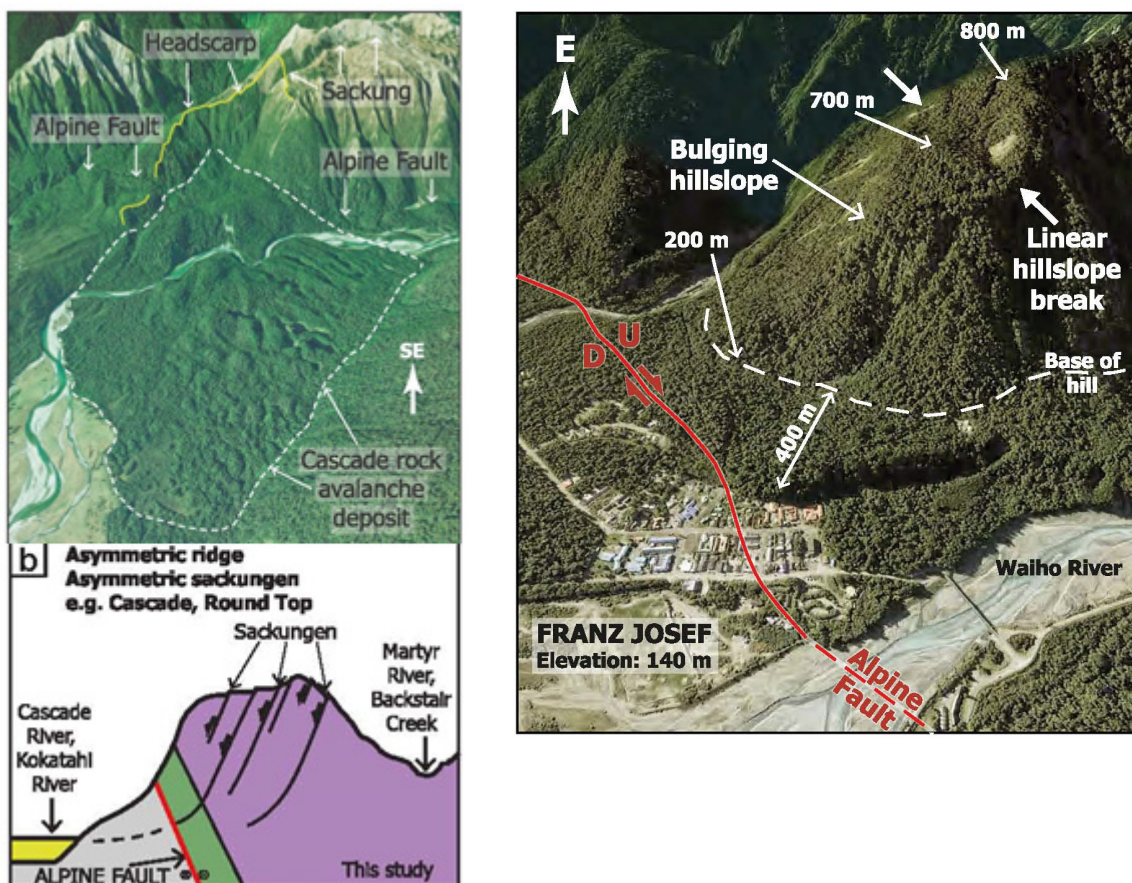 Headscarp
Sackung
Alpine Fault
Alpine Fault
SE
Cascade rock
avalanche
deposit
b
Asymmetric ridge
Asymmetric sackungen
e.g. Cascade, Round Top
Sackungen
Martyr
River,
Backstair
Creek
Cascade
River,
Kokatahl
River
ALPINE FAULT
This study
E
800 m
700 m
Bulging
hillslope
200 m
Linear
hillslope
break
U
D
Base of
hill
400 m
Waiho River
FRANZ JOSEF
Elevation: 140 m
Alpine
Fault